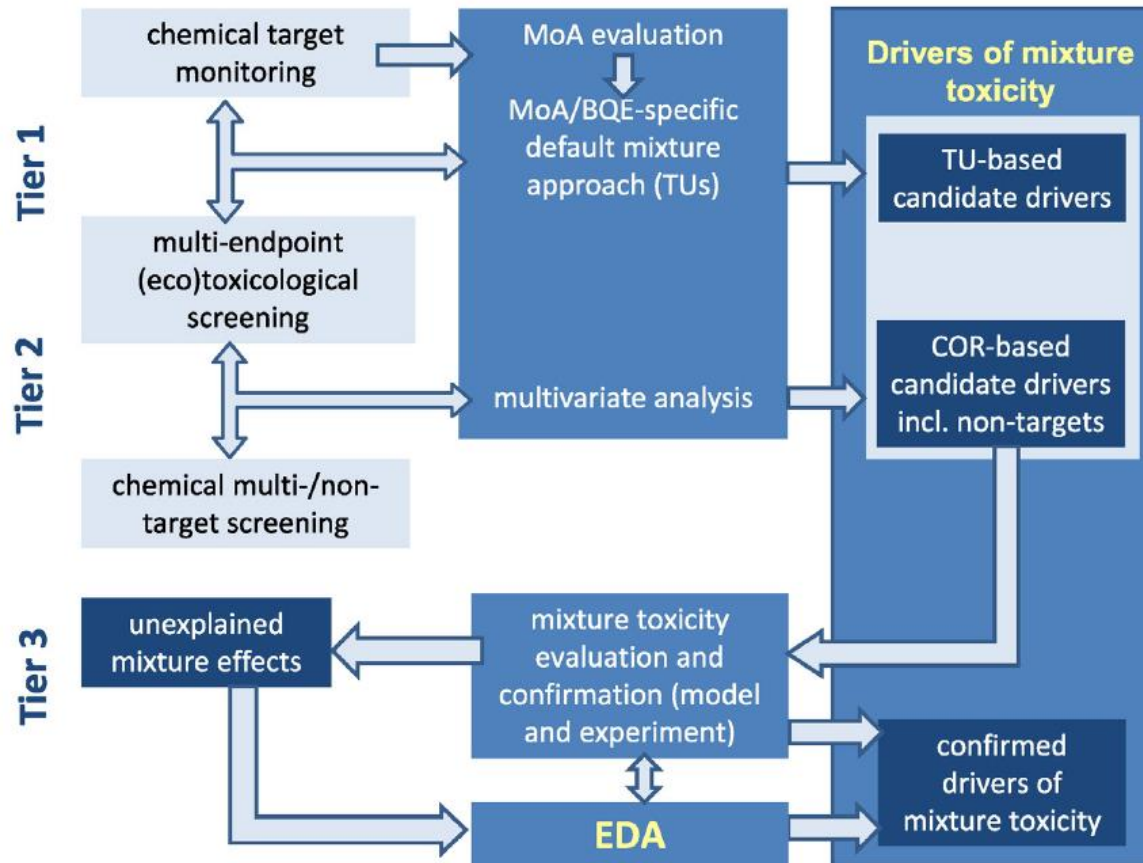 Tier 1
chemical target
monitoring
MoA evaluation
MoA/BQE-specific
default mixture
approach (TUs)
Drivers of mixture
toxicity
TU-based
candidate drivers
multi-endpoint
(eco)toxicological
screening
Tier 2
multivariate analysis
COR-based
candidate drivers
incl. non-targets
chemical multi-/non-
target screening
Tier 3
unexplained
mixture effects
mixture toxicity
evaluation and
confirmation (model
and experiment)
EDA
confirmed
drivers of
mixture toxicity